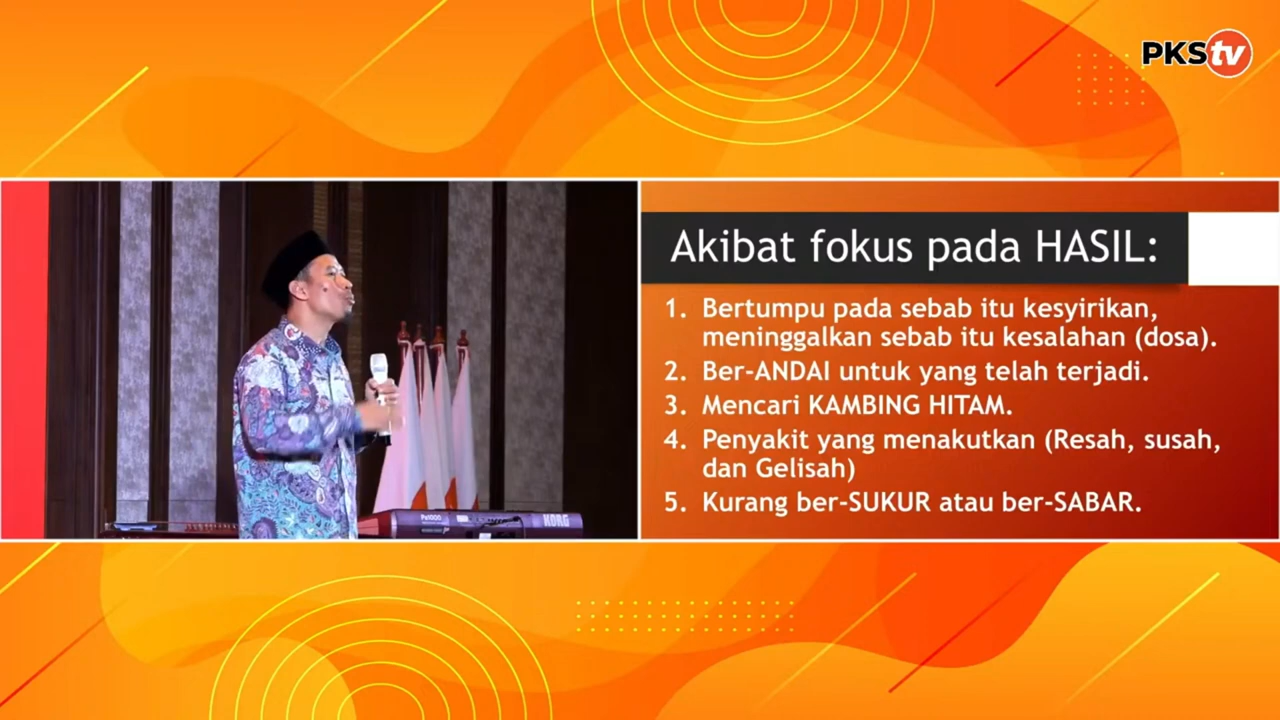 PKStv
Akibat fokus pada HASIL:
1. Bertumpu pada sebab itu kesyirikan,
meninggalkan sebab itu kesalahan (dosa).
2. Ber-ANDAI untuk yang telah terjadi.
3. Mencari KAMBING HITAM.
4. Penyakit yang menakutkan (Resah, susah,
dan Gelisah)
5. Kurang ber-SUKUR atau ber-SABAR.
Pa1000
KORG